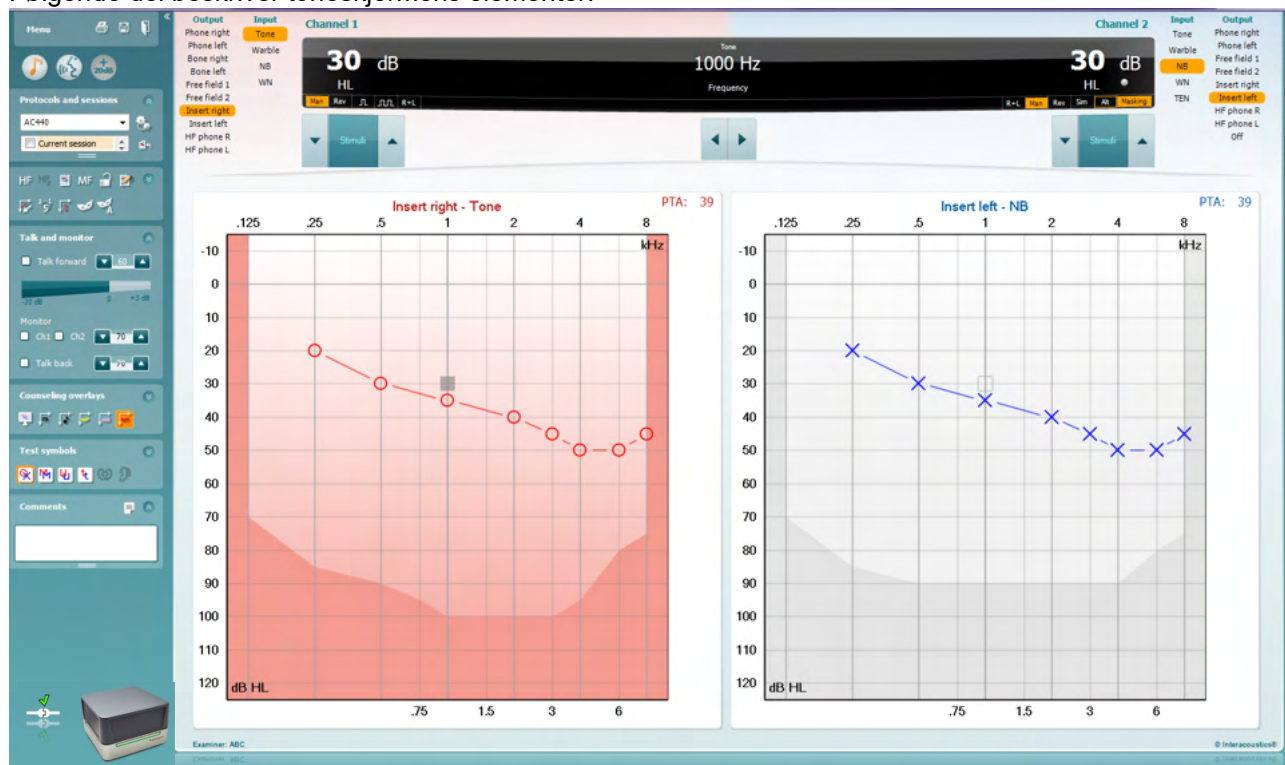 Menu
Protocols and sessions
AC440
Current session
HF MF
Talk and monitor
Talk forward 60
-20 dB 0 +3 dB
Monitor
Ch1 Ch2 70
Talk back 70
Counseling overlays
Test symbols
Comments
Output Input Channel 1
Phone right Tone
Phone left Warble
Bone right NB
Bone left WN
Free field 1
Free field 2
Insert right
Insert left
HF phone R
HF phone L
30 dB
HL
Man Rev R+L
Tone
1000 Hz
Frequency
30 dB
HL
R+L Man Rev Sim Alt Masking
Stimuli
Stimuli
Channel 2 Input Output
Tone Phone right
Warble Phone left
NB Free field 1
WN Free field 2
TEN Insert right
Insert left
HF phone R
HF phone L
Off
Insert right - Tone PTA: 39
.125 .25 .5 1 2 4 8
kHz
-10
0
10
20
30
40
50
60
70
80
90
100
110
120
dB HL
.75 1.5 3 6
Insert left - NB PTA: 39
.125 .25 .5 1 2 4 8
kHz
-10
0
10
20
30
40
50
60
70
80
90
100
110
120
dB HL
.75 1.5 3 6
Examiner: ABC
© Interacoustics®